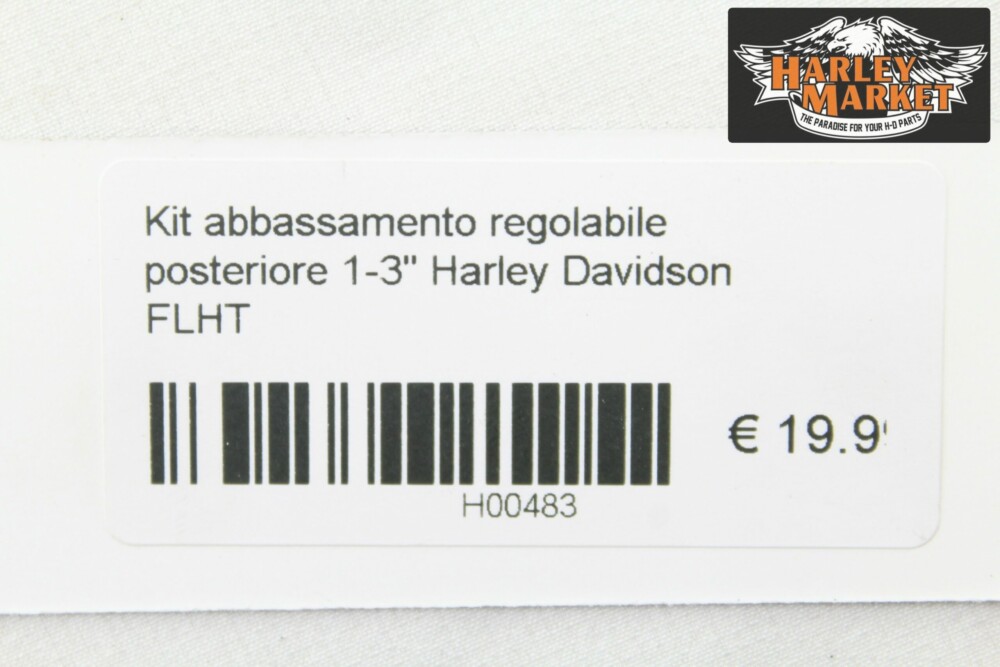 HARLEY
MARKET
THE PARADISE FOR YOUR H-D PARTS
Kit abbassamento regolabile
posteriore 1-3" Harley Davidson
FLHT
€ 19.9
H00483